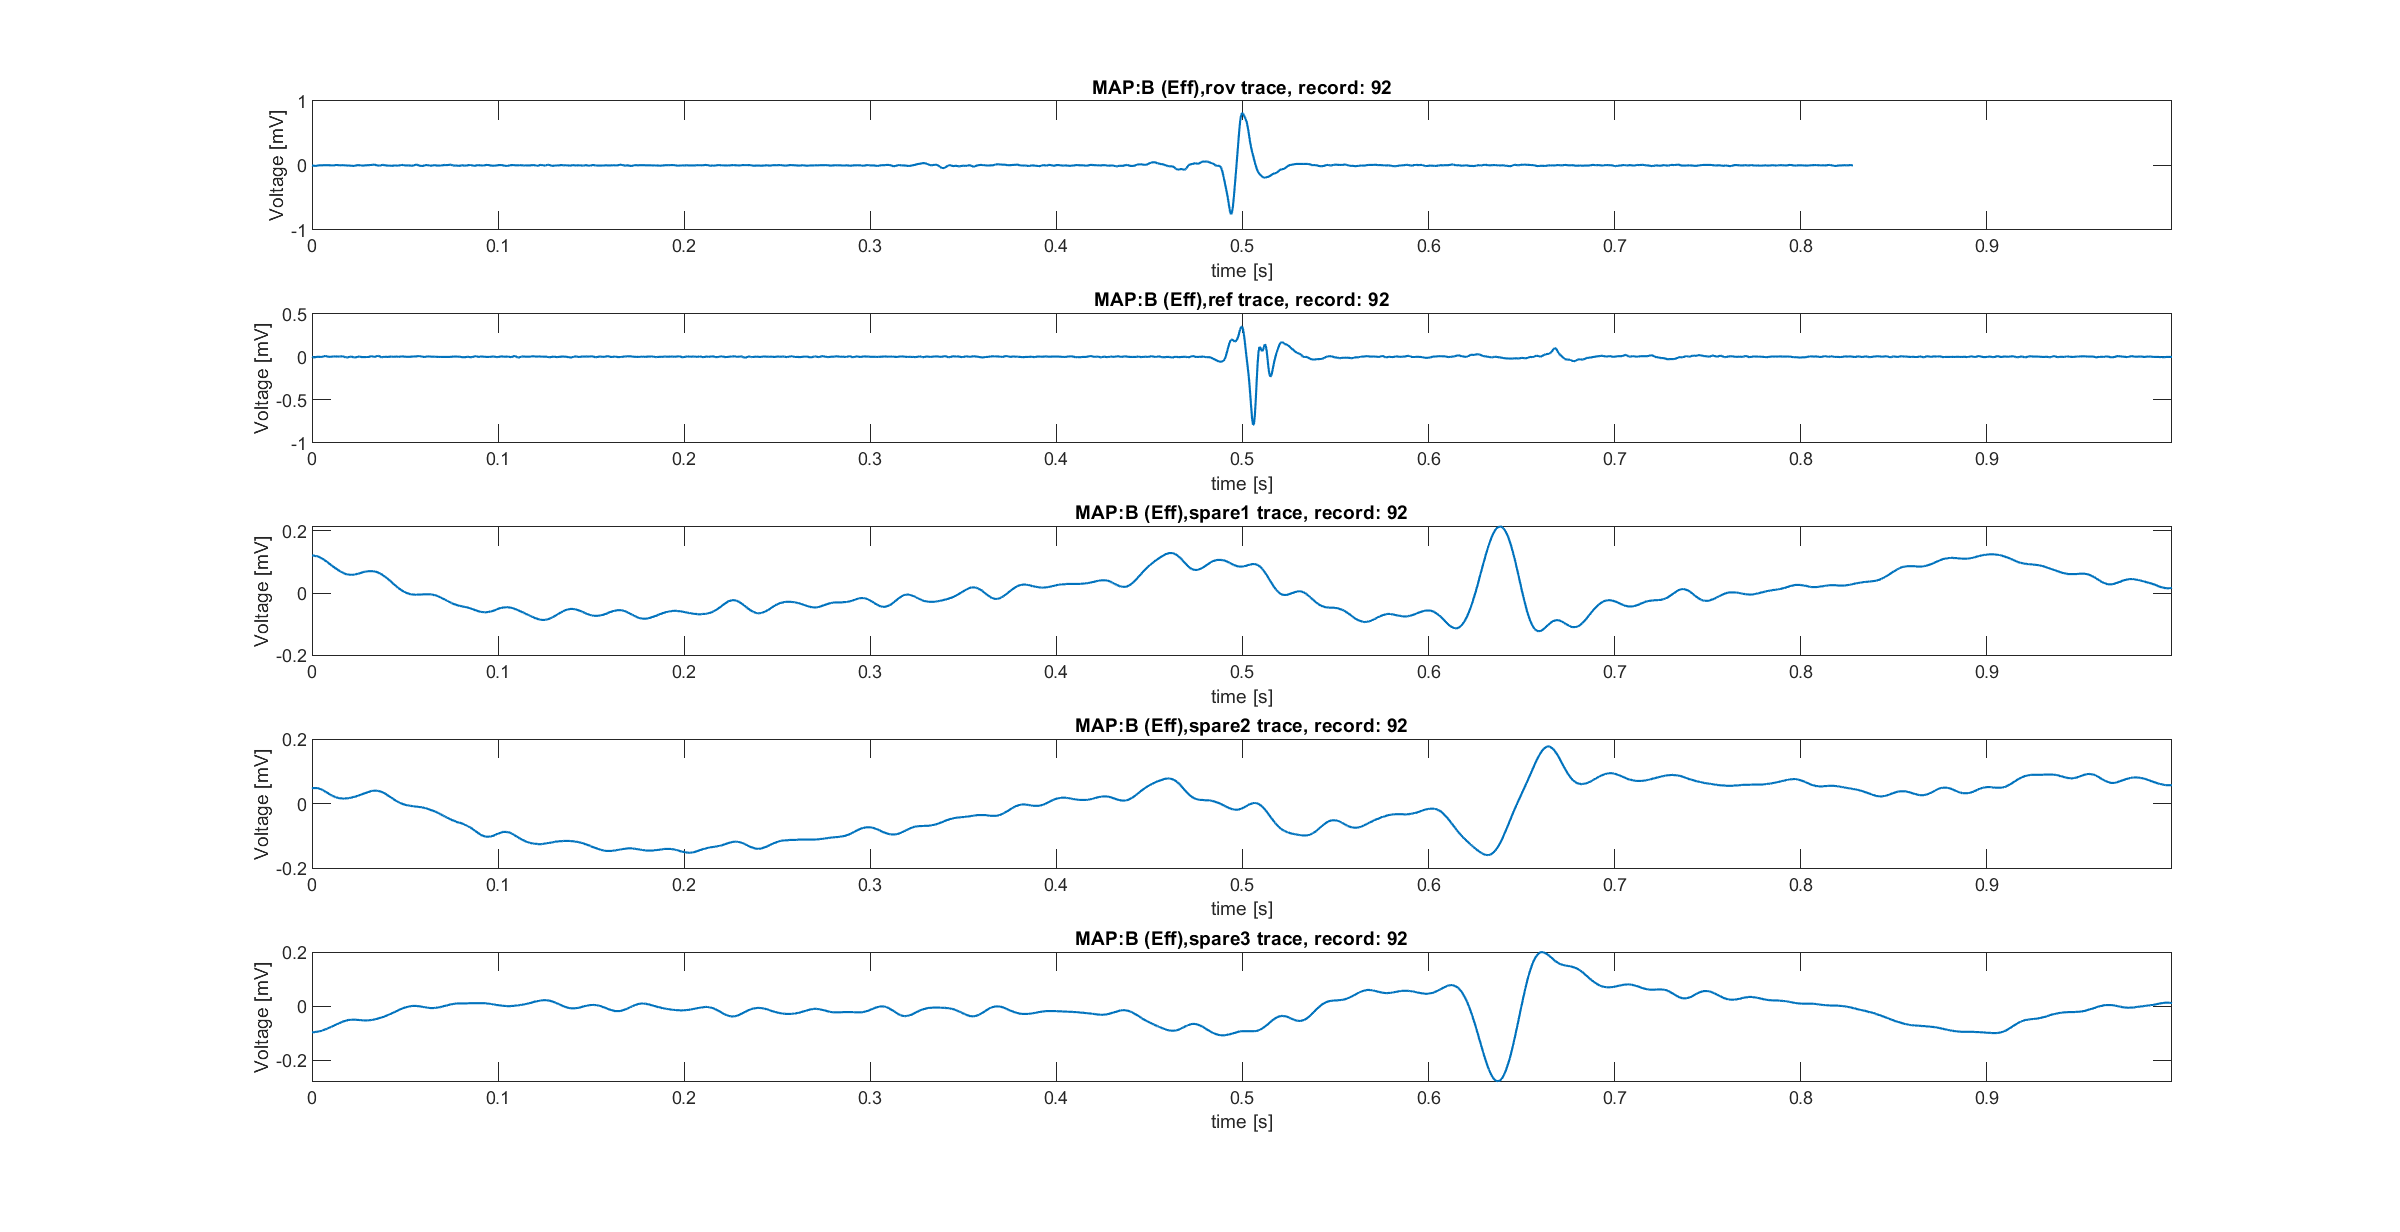 MAP:B (Eff),rov trace, record: 92
Voltage [mV]
1
0
-1
0 0.1 0.2 0.3 0.4 0.5 0.6 0.7 0.8 0.9
time [s]
MAP:B (Eff),ref trace, record: 92
Voltage [mV]
0.5
0
-0.5
-1
0 0.1 0.2 0.3 0.4 0.5 0.6 0.7 0.8 0.9
time [s]
MAP:B (Eff),spare1 trace, record: 92
Voltage [mV]
0.2
0
-0.2
0 0.1 0.2 0.3 0.4 0.5 0.6 0.7 0.8 0.9
time [s]
MAP:B (Eff),spare2 trace, record: 92
Voltage [mV]
0.2
0
-0.2
0 0.1 0.2 0.3 0.4 0.5 0.6 0.7 0.8 0.9
time [s]
MAP:B (Eff),spare3 trace, record: 92
Voltage [mV]
0.2
0
-0.2
0 0.1 0.2 0.3 0.4 0.5 0.6 0.7 0.8 0.9
time [s]